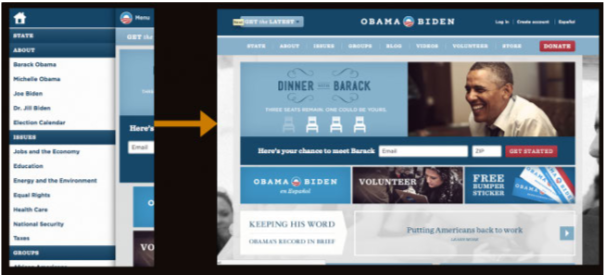 Menu
STATE
GET the
ABOUT
Barack Obama
Michelle Obama
Joe Biden
Dr. Jill Biden
Election Calendar
Here's
ISSUES
Email
Jobs and the Economy
Education
Energy and the Environment
Equal Rights
Health Care
National Security
Taxes
VO
GROUPS
GET the LATEST
OBAMA BIDEN
Log In
Create account
Español
STATE ABOUT ISSUES GROUPS BLOG VIDEOS VOLUNTEER STORE DONATE
DINNER WITH BARACK
THREE SEATS REMAIN. ONE COULD BE YOURS.
Here's your chance to meet Barack
Email
ZIP
GET STARTED
OBAMA BIDEN
en Español
VOLUNTEER
FREE
BUMPER
STICKER
KEEPING HIS WORD
OBAMA'S RECORD IN BRIEF
Putting Americans back to work
LEARN MORE